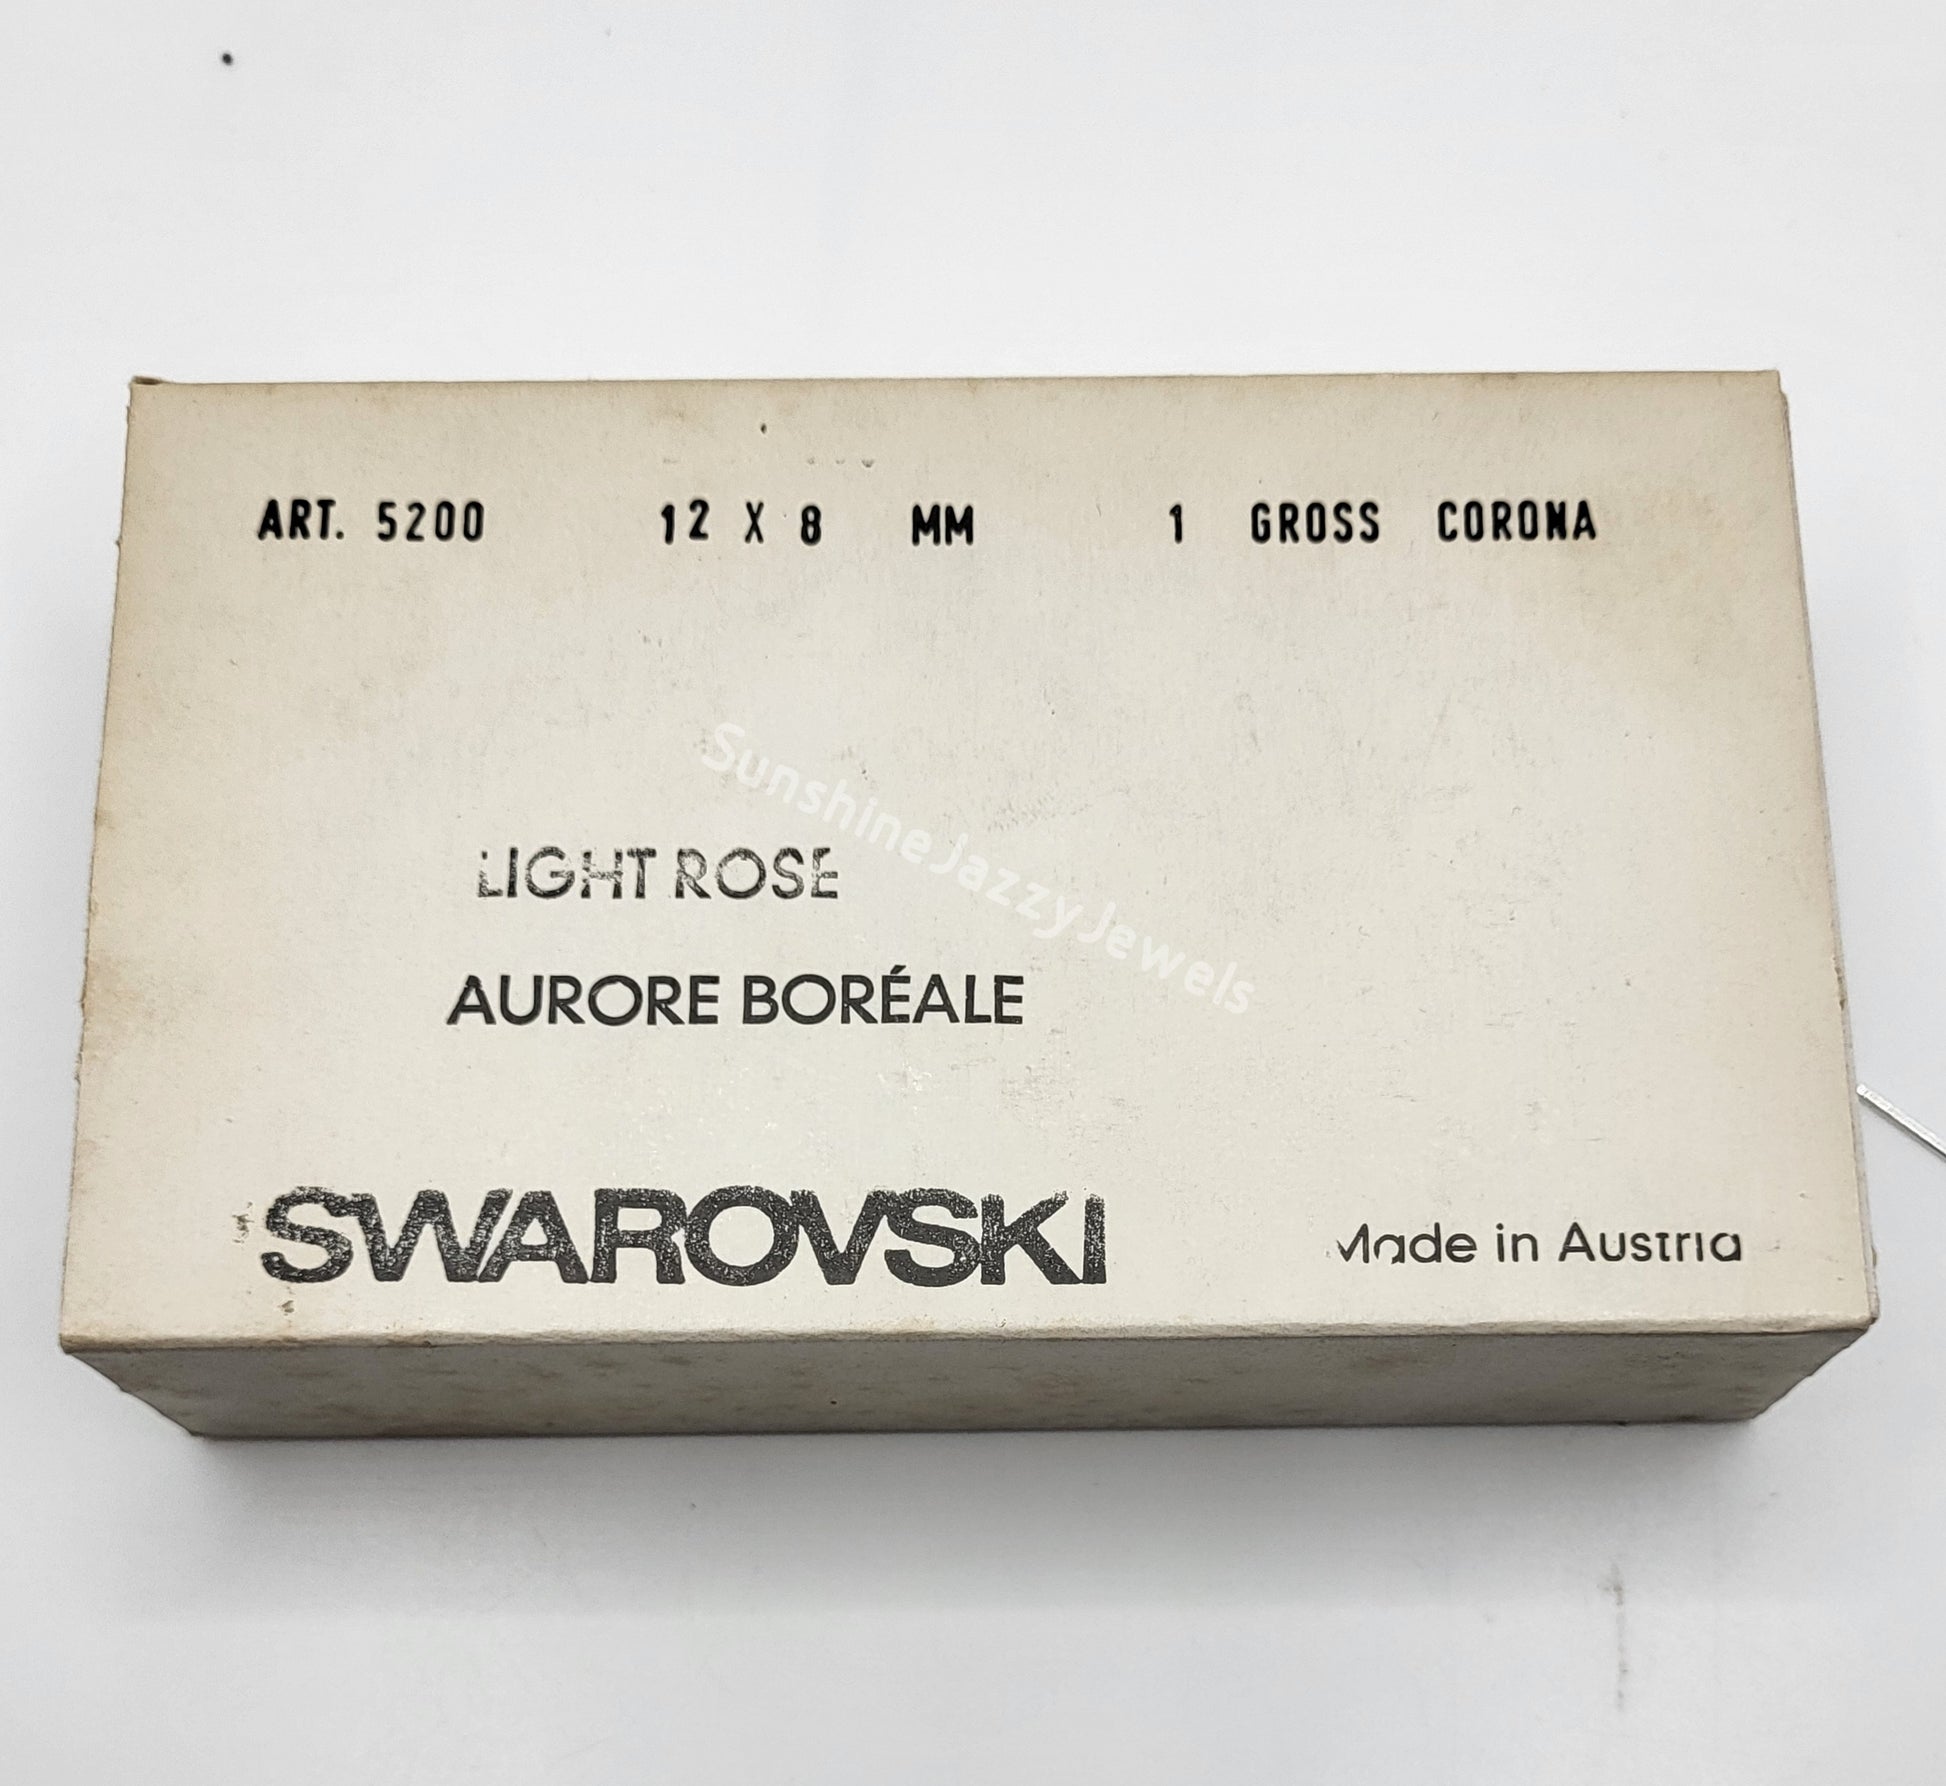 ART. 5200 12 X 8 MM 1 GROSS CORONA
SunshineJazzyJewels
LIGHT ROSE
AURORE BORÉALE
SWAROVSKI Made in Austria